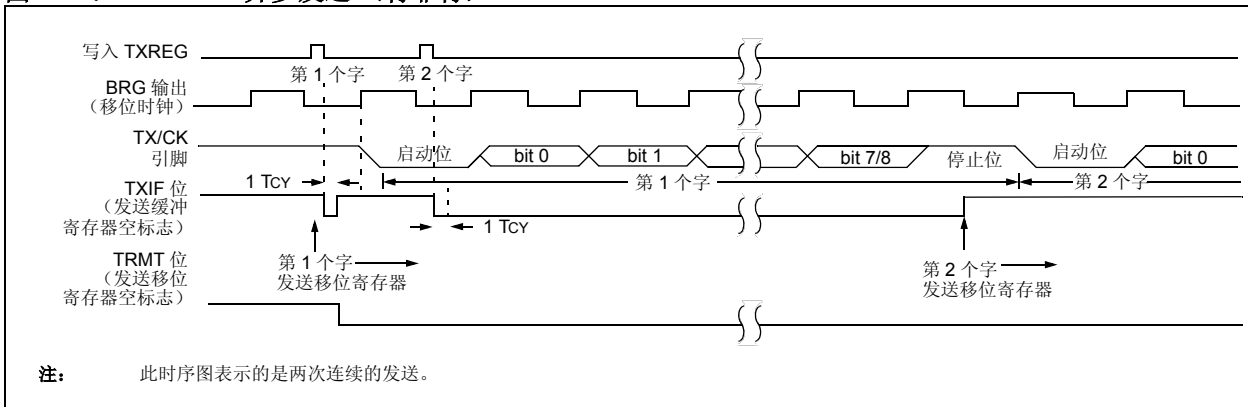 写入 TXREG
第 1 个字
第 2 个字
BRG 输出
（移位时钟）
TX/CK
引脚
启动位
bit 0
bit 1
bit 7/8
停止位
启动位
bit 0
1 TCY
第 1 个字
第 2 个字
TXIF 位
（发送缓冲
寄存器空标志）
1 TCY
TRMT 位
（发送移位
寄存器空标志）
第 1 个字
发送移位寄存器
第 2 个字
发送移位寄存器
注： 此时序图表示的是两次连续的发送。